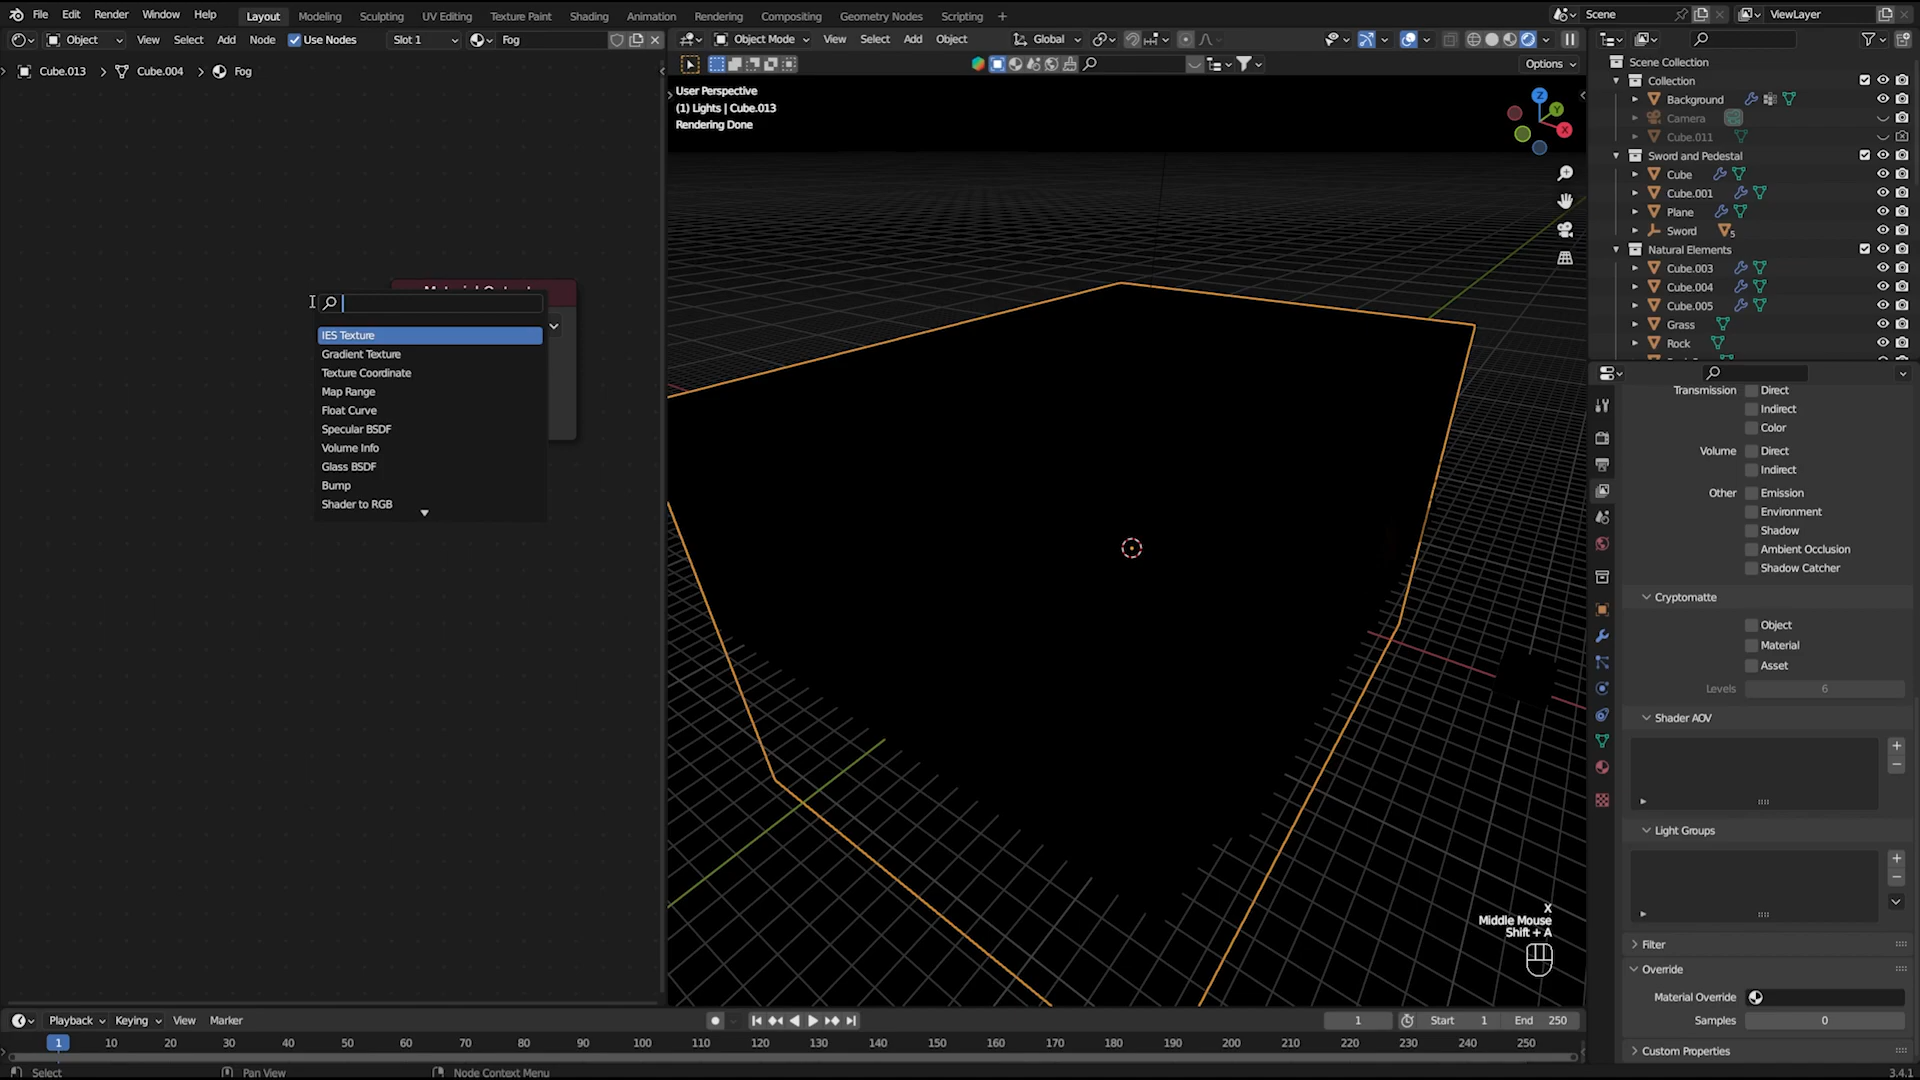 File Edit Render Window Help Layout Modeling Sculpting UV Editing Texture Paint Shading Animation Rendering Compositing Geometry Nodes Scripting + Scene ViewLayer
Object View Select Add Node Use Nodes Slot 1 Fog Object Mode View Select Add Object Global
Cube.013 > Cube.004 > Fog
Options
User Perspective
(1) Lights | Cube.013
Rendering Done
Z
Y
X
IES Texture
Gradient Texture
Texture Coordinate
Map Range
Float Curve
Specular BSDF
Volume Info
Glass BSDF
Bump
Shader to RGB
X
Middle Mouse
Shift + A
Scene Collection
Collection
Background
Camera
Cube.011
Sword and Pedestal
Cube
Cube.001
Plane
Sword 5
Natural Elements
Cube.003
Cube.004
Cube.005
Grass
Rock
Transmission Direct
Indirect
Color
Volume Direct
Indirect
Other Emission
Environment
Shadow
Ambient Occlusion
Shadow Catcher
Cryptomatte
Object
Material
Asset
Levels 6
Shader AOV
Light Groups
Filter
Override
Material Override
Samples 0
Custom Properties
Playback Keying View Marker 1 Start 1 End 250
1 10 20 30 40 50 60 70 80 90 100 110 120 130 140 150 160 170 180 190 200 210 220 230 240 250
Select Pan View Node Context Menu 3.4.1